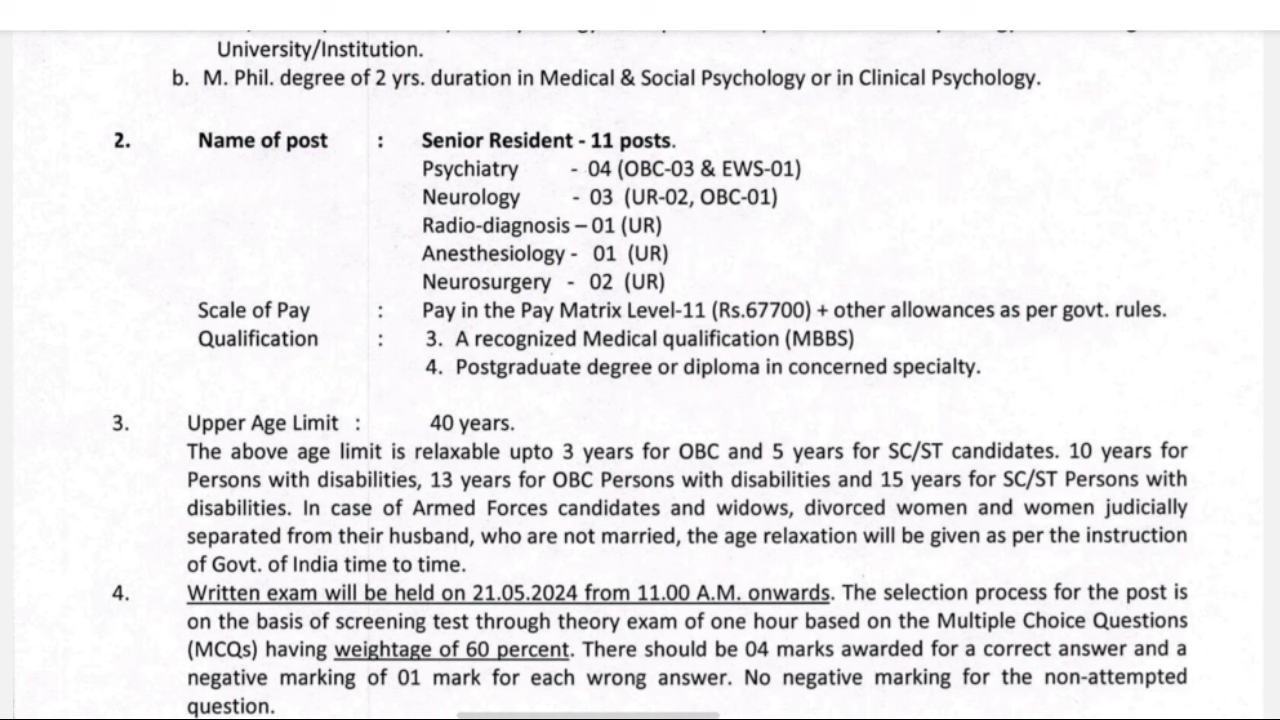 University/Institution.
b. M. Phil. degree of 2 yrs. duration in Medical & Social Psychology or in Clinical Psychology.
2. Name of post : Senior Resident - 11 posts.
Psychiatry - 04 (OBC-03 & EWS-01)
Neurology - 03 (UR-02, OBC-01)
Radio-diagnosis – 01 (UR)
Anesthesiology - 01 (UR)
Neurosurgery - 02 (UR)
Scale of Pay : Pay in the Pay Matrix Level-11 (Rs.67700) + other allowances as per govt. rules.
Qualification : 3. A recognized Medical qualification (MBBS)
4. Postgraduate degree or diploma in concerned specialty.
3. Upper Age Limit : 40 years.
The above age limit is relaxable upto 3 years for OBC and 5 years for SC/ST candidates. 10 years for
Persons with disabilities, 13 years for OBC Persons with disabilities and 15 years for SC/ST Persons with
disabilities. In case of Armed Forces candidates and widows, divorced women and women judicially
separated from their husband, who are not married, the age relaxation will be given as per the instruction
of Govt. of India time to time.
4. Written exam will be held on 21.05.2024 from 11.00 A.M. onwards. The selection process for the post is
on the basis of screening test through theory exam of one hour based on the Multiple Choice Questions
(MCQs) having weightage of 60 percent. There should be 04 marks awarded for a correct answer and a
negative marking of 01 mark for each wrong answer. No negative marking for the non-attempted
question.